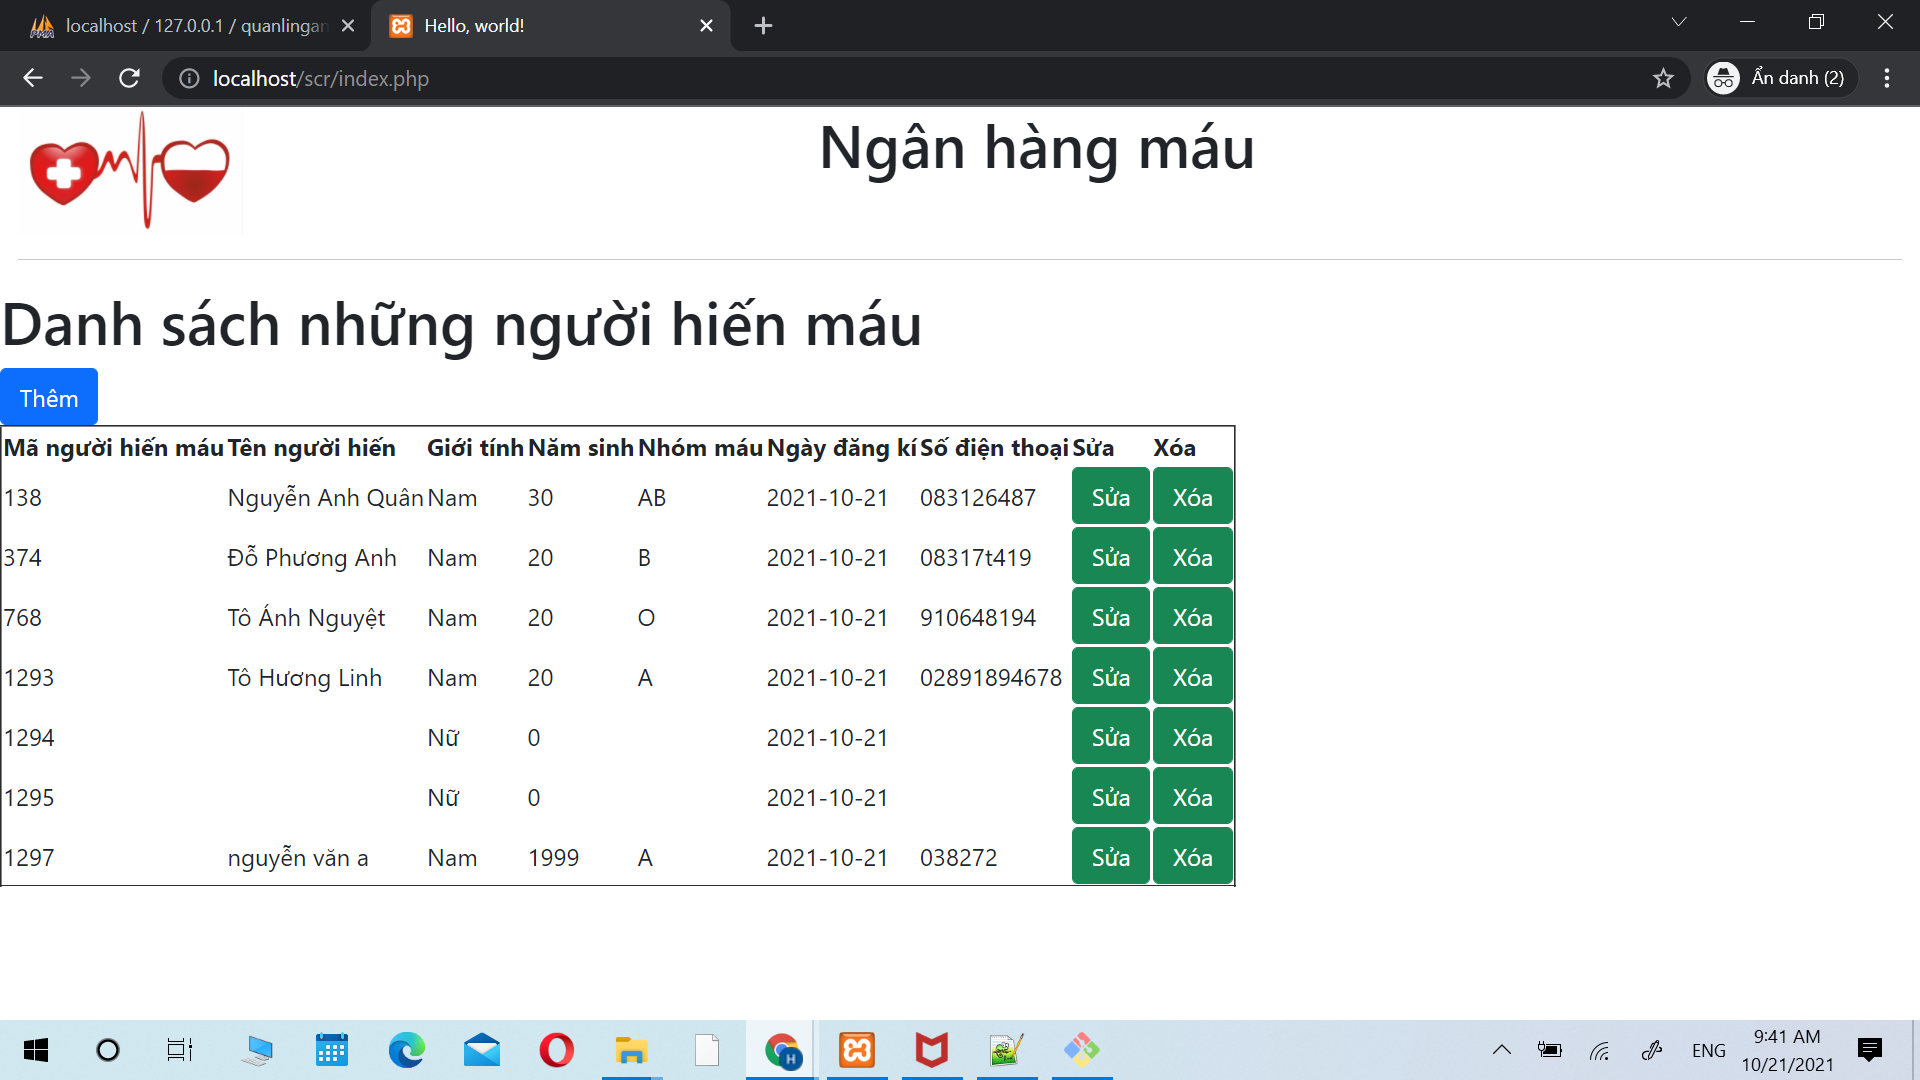 localhost / 127.0.0.1 / quanlingan
Hello, world!
localhost/scr/index.php
Ẩn danh (2)
Ngân hàng máu
Danh sách những người hiến máu
Thêm
Mã người hiến máu Tên người hiến Giới tính Năm sinh Nhóm máu Ngày đăng kí Số điện thoại Sửa Xóa
138 Nguyễn Anh Quân Nam 30 AB 2021-10-21 083126487 Sửa Xóa
374 Đỗ Phương Anh Nam 20 B 2021-10-21 08317t419 Sửa Xóa
768 Tô Ánh Nguyệt Nam 20 O 2021-10-21 910648194 Sửa Xóa
1293 Tô Hương Linh Nam 20 A 2021-10-21 02891894678 Sửa Xóa
1294 Nữ 0 2021-10-21 Sửa Xóa
1295 Nữ 0 2021-10-21 Sửa Xóa
1297 nguyễn văn a Nam 1999 A 2021-10-21 038272 Sửa Xóa
ENG
9:41 AM
10/21/2021